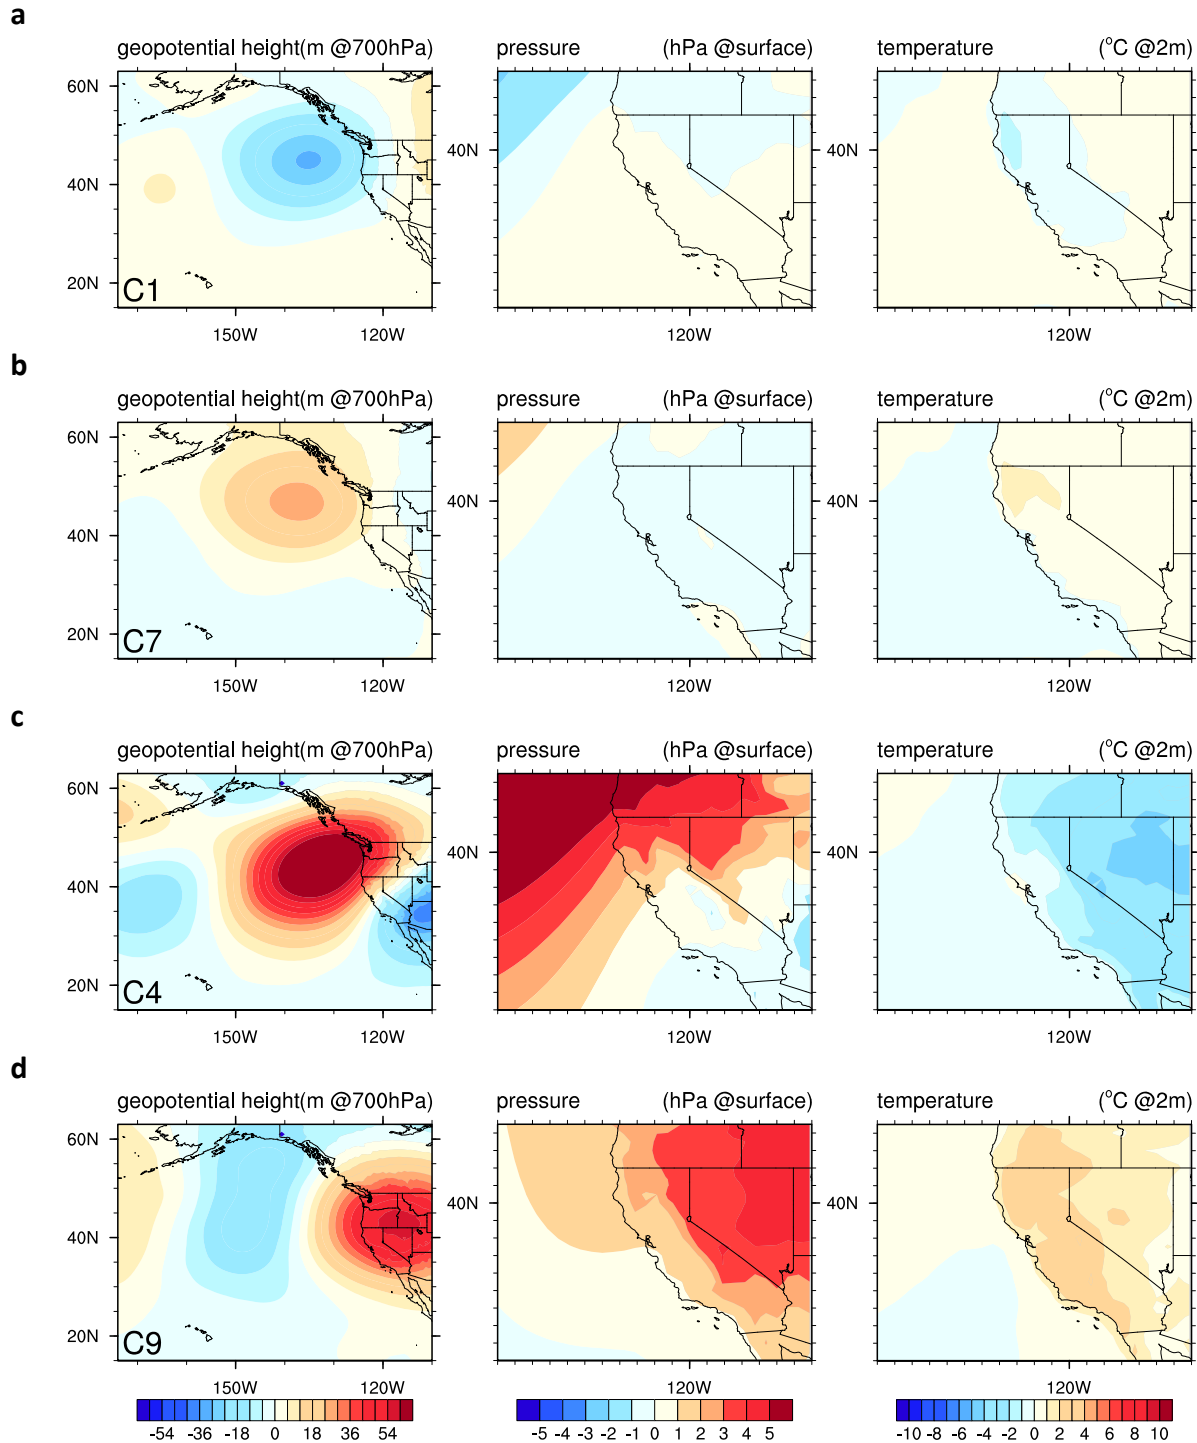 a
geopotential height(m @700hPa) pressure (hPa @surface) temperature (°C @2m)
60N
40N 40N
20N
C1
150W 120W 120W 120W
b
geopotential height(m @700hPa) pressure (hPa @surface) temperature (°C @2m)
60N
40N 40N
20N
C7
150W 120W 120W 120W
c
geopotential height(m @700hPa) pressure (hPa @surface) temperature (°C @2m)
60N
40N 40N
20N
C4
150W 120W 120W 120W
d
geopotential height(m @700hPa) pressure (hPa @surface) temperature (°C @2m)
60N
40N 40N
20N
C9
150W 120W 120W 120W
-54 -36 -18 0 18 36 54 -5 -4 -3 -2 -1 0 1 2 3 4 5 -10 -8 -6 -4 -2 0 2 4 6 8 10